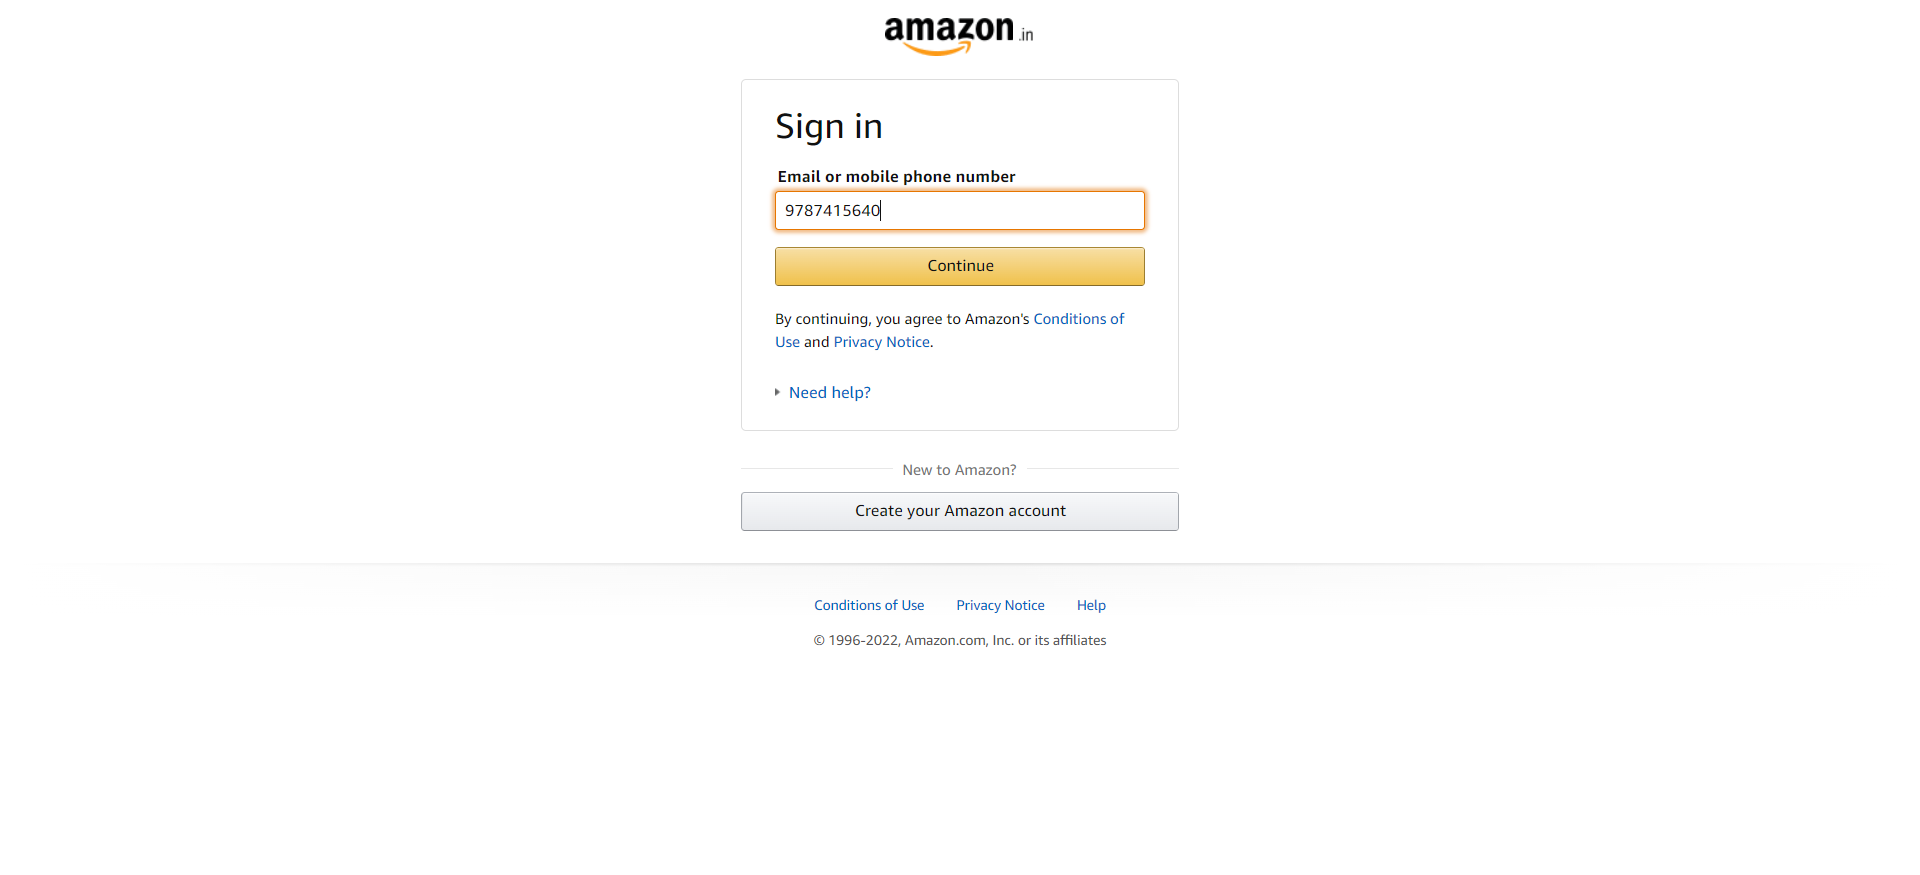 amazon.in
Sign in
Email or mobile phone number
9787415640
Continue
By continuing, you agree to Amazon's Conditions of
Use and Privacy Notice.
Need help?
New to Amazon?
Create your Amazon account
Conditions of Use Privacy Notice Help
© 1996-2022, Amazon.com, Inc. or its affiliates